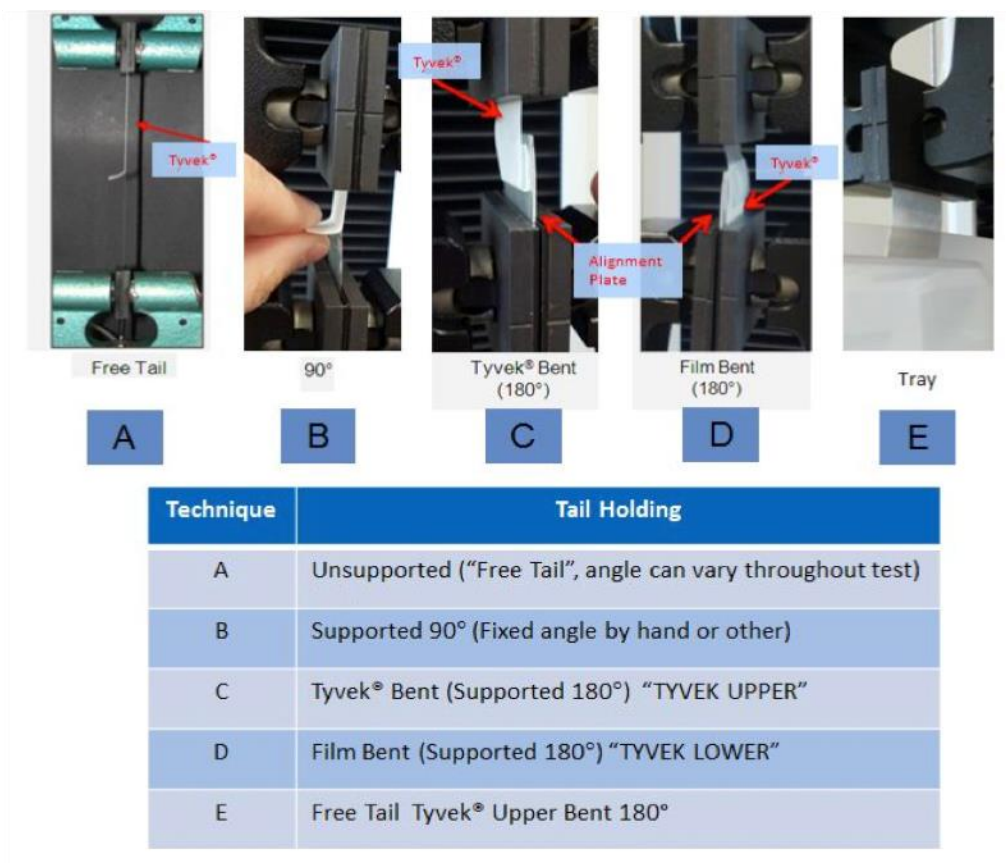 Tyvek®
Tyvek®
Tyvek®
Alignment
Plate
Free Tail
90°
Tyvek® Bent
(180°)
Film Bent
(180°)
Tray
A
B
C
D
E
Technique
Tail Holding
A
Unsupported (“Free Tail”, angle can vary throughout test)
B
Supported 90° (Fixed angle by hand or other)
C
Tyvek® Bent (Supported 180°) “TYVEK UPPER”
D
Film Bent (Supported 180°) “TYVEK LOWER”
E
Free Tail Tyvek® Upper Bent 180°